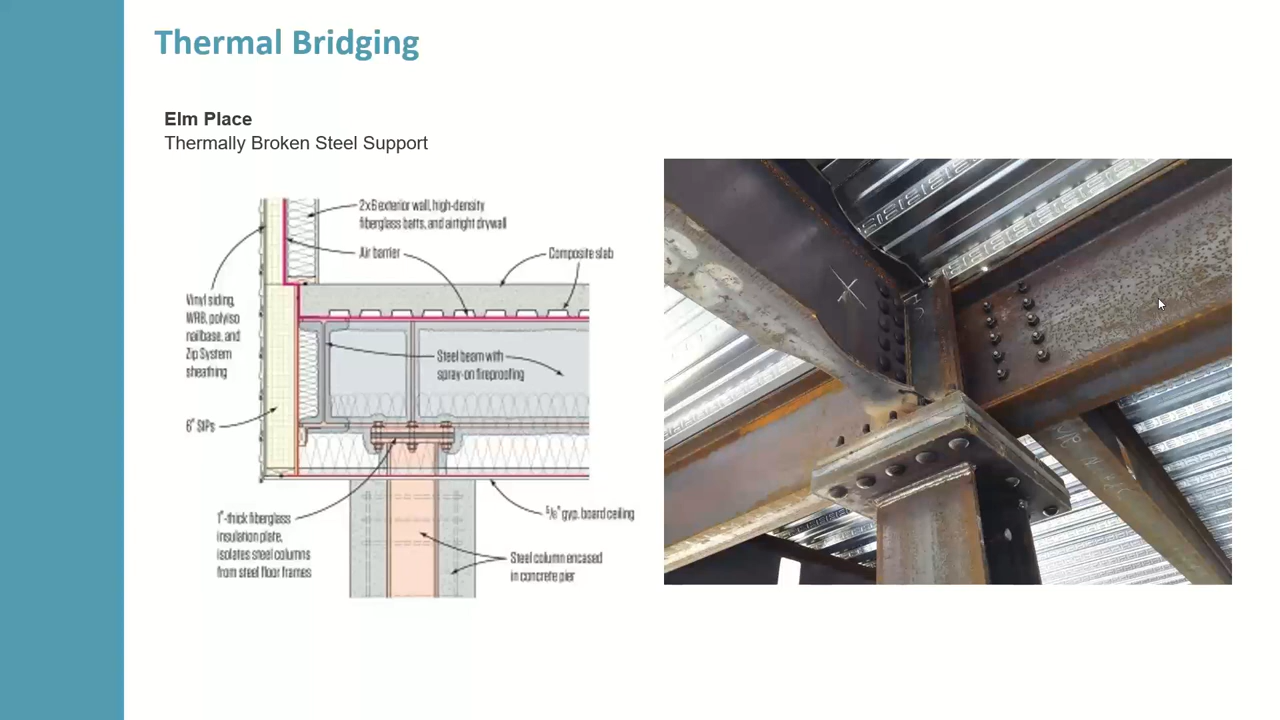 Thermal Bridging
Elm Place
Thermally Broken Steel Support
2x6 exterior wall, high-density
fiberglass batts, and airtight drywall
Air barrier
Composite slab
Vinyl siding,
WRB, polyiso
nailbase, and
Zip System
sheathing
Steel beam with
spray-on fireproofing
6" SIPs
1"-thick fiberglass
insulation plate,
isolates steel columns
from steel floor frames
5/8" gyp. board ceiling
Steel column encased
in concrete pier